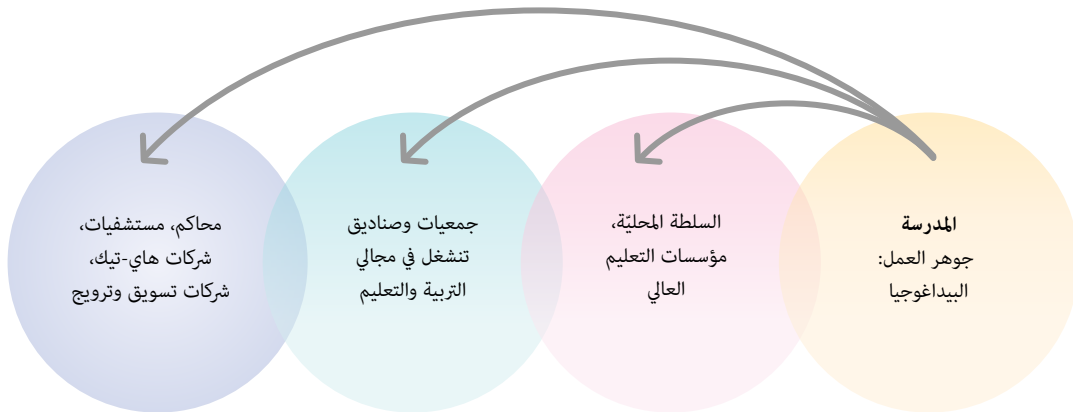 المدرسة
جوهر العمل:
البيداغوجيا
السلطة المحليّة،
مؤسسات التعليم
العالي
جمعيات وصناديق
تنشغل في مجالي
التربية والتعليم
محاكم، مستشفيات،
شركات هاي-تيك،
شركات تسويق وترويج